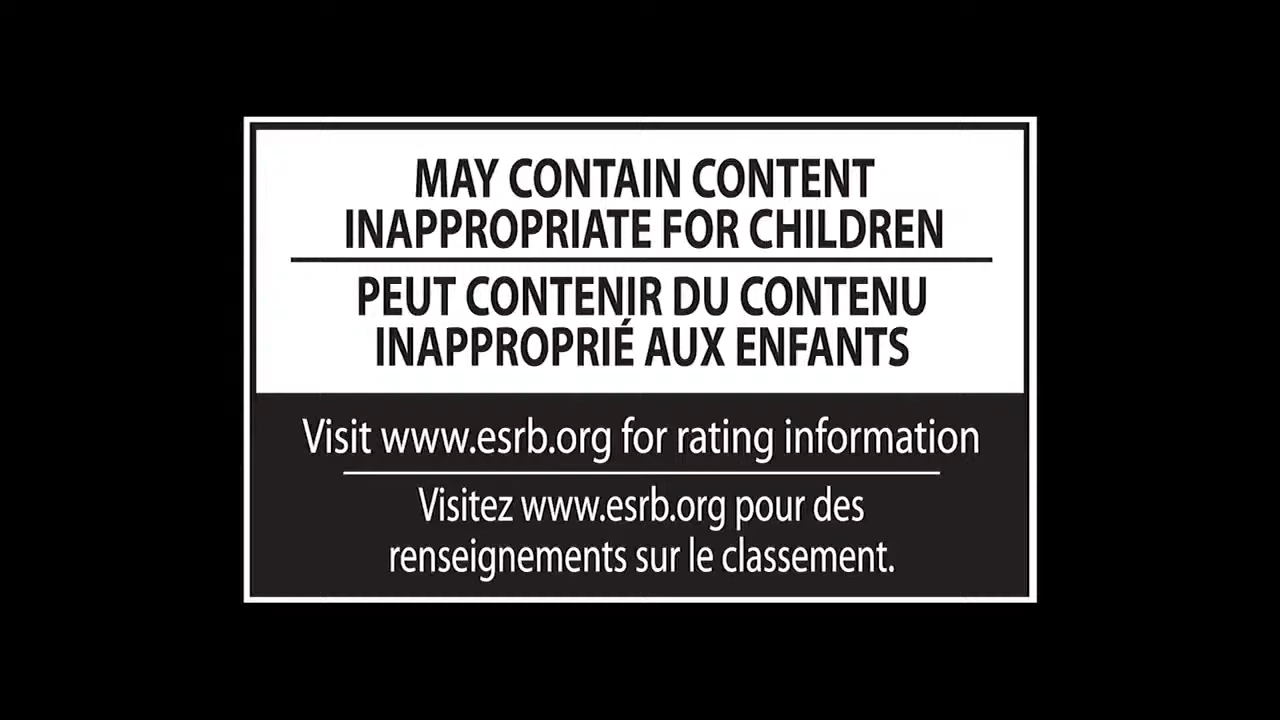 MAY CONTAIN CONTENT
INAPPROPRIATE FOR CHILDREN
PEUT CONTENIR DU CONTENU
INAPPROPRIÉ AUX ENFANTS
Visit www.esrb.org for rating information
Visitez www.esrb.org pour des
renseignements sur le classement.